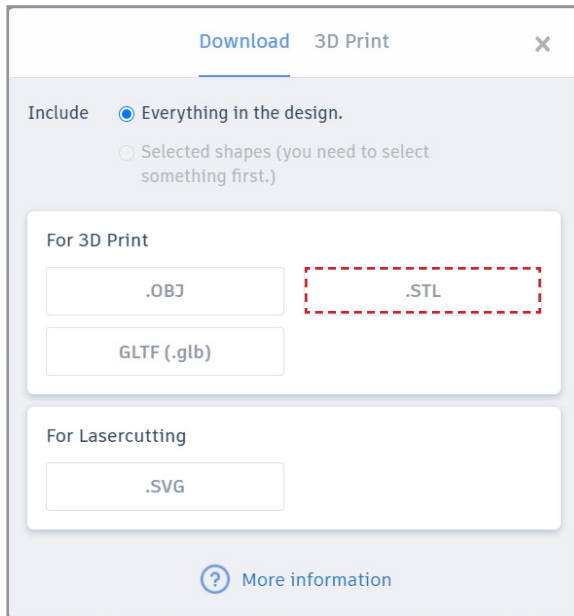 Download 3D Print ×
Include Everything in the design.
Selected shapes (you need to select
something first.)
For 3D Print
.OBJ .STL
GLTF (.glb)
For Lasercutting
.SVG
? More information